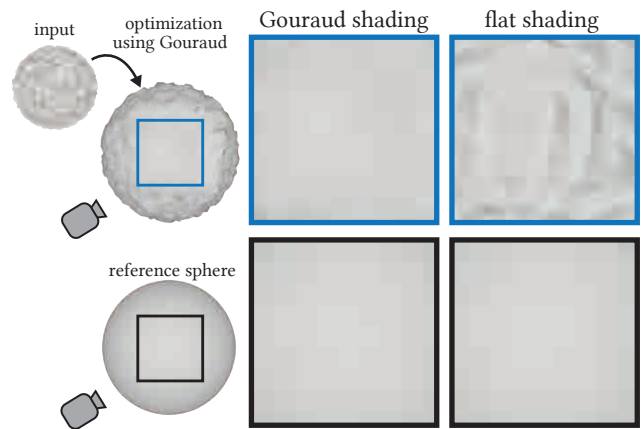 input
optimization
using Gouraud
Gouraud shading
flat shading
reference sphere